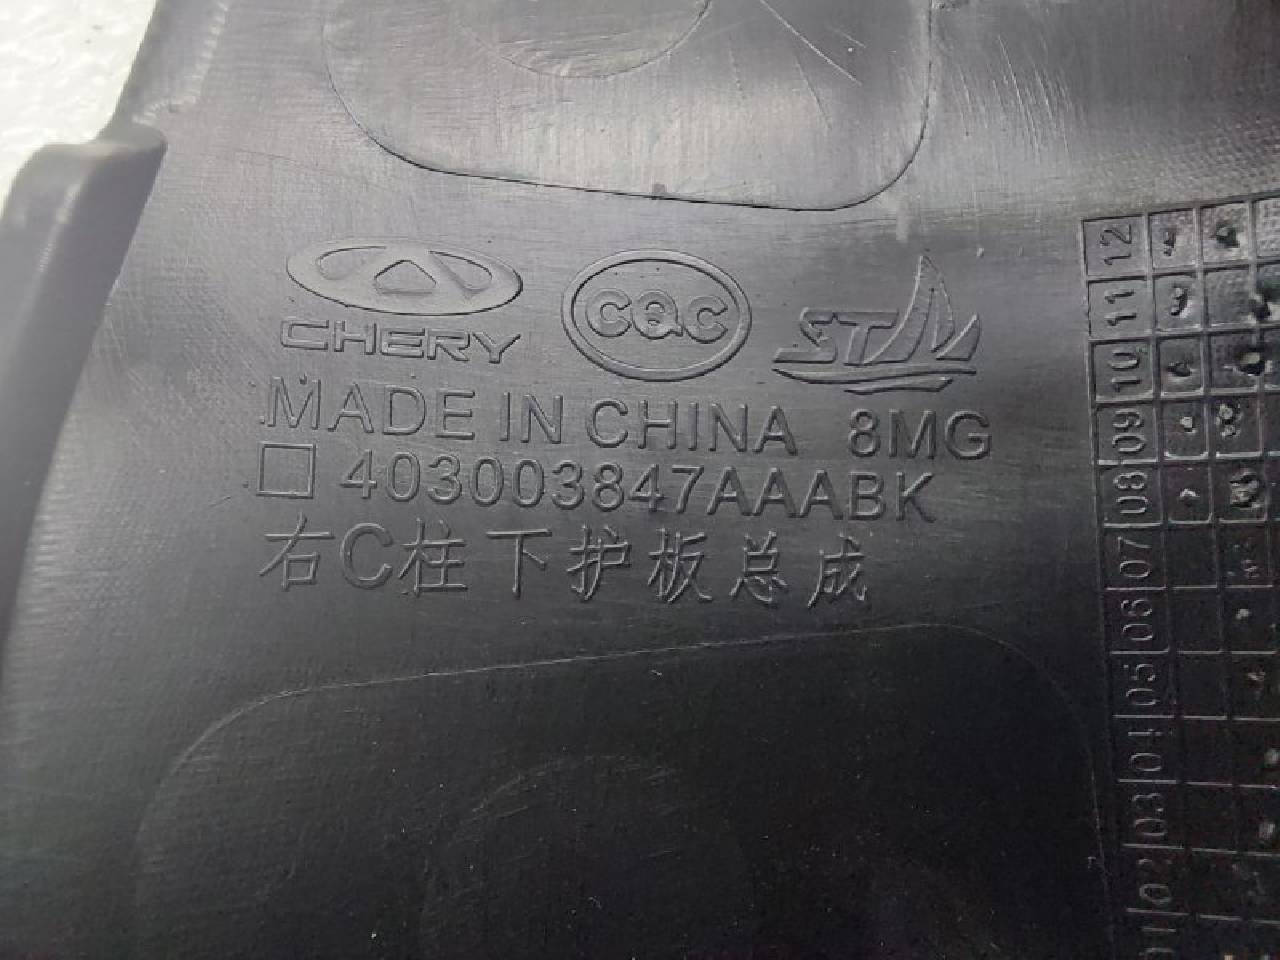 CHERY
CQC
ST
MADE IN CHINA 8MG
403003847AAABK
右C柱下护板总成
12
11
10
09
08
07
06
05
04
03
02
01